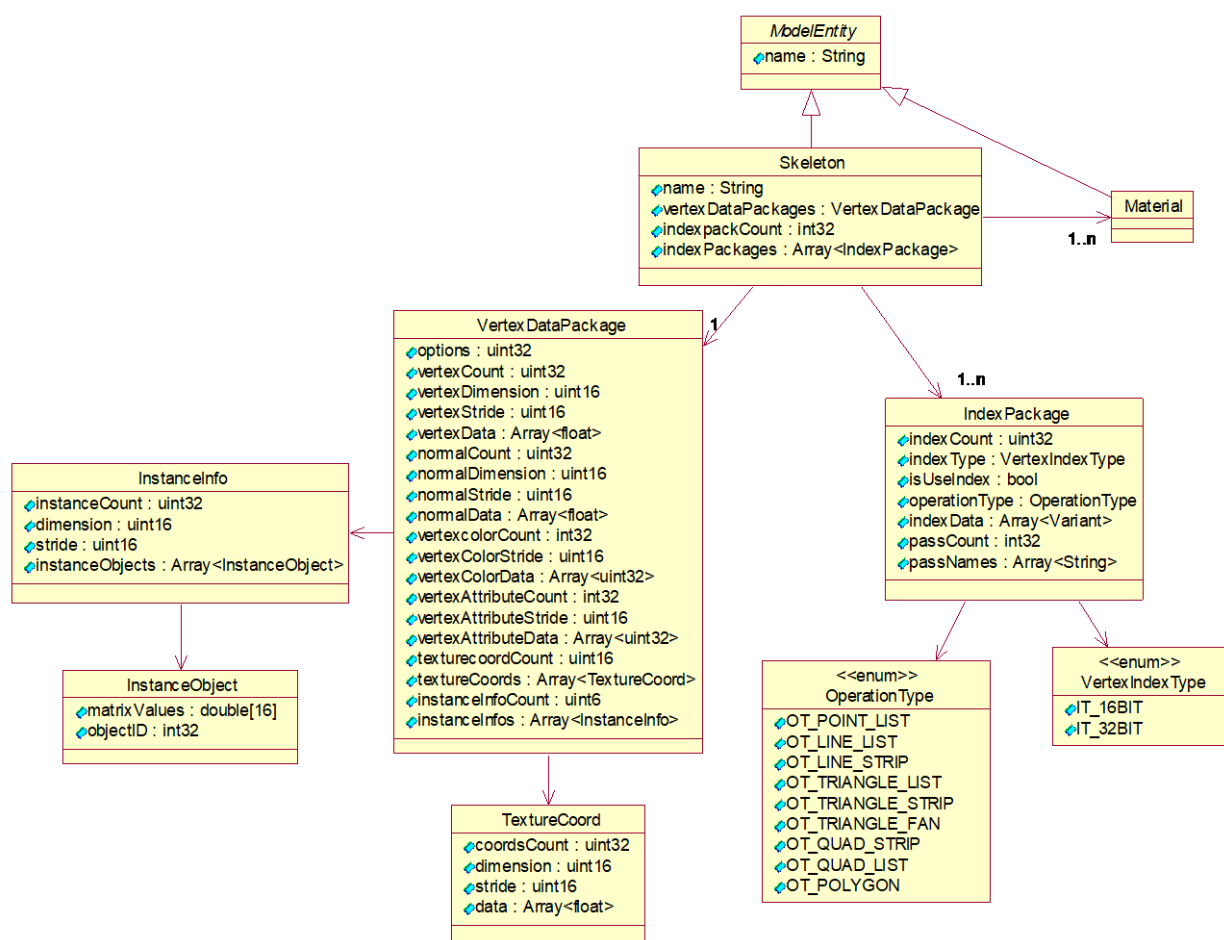 ModelEntity
name : String
Skeleton
name : String
vertexDataPackages : VertexDataPackage
indexpackCount : int32
indexPackages : Array<IndexPackage>
Material
1..n
1
1..n
VertexDataPackage
options : uint32
vertexCount : uint32
vertexDimension : uint16
vertexStride : uint16
vertexData : Array<float>
normalCount : uint32
normalDimension : uint16
normalStride : uint16
normalData : Array<float>
vertexcolorCount : int32
vertexColorStride : uint16
vertexColorData : Array<uint32>
vertexAttributeCount : int32
vertexAttributeStride : uint16
vertexAttributeData : Array<uint32>
texturecoordCount : uint16
textureCoords : Array<TextureCoord>
instanceInfoCount : uint6
instanceInfos : Array<InstanceInfo>
IndexPackage
indexCount : uint32
indexType : VertexIndexType
isUseIndex : bool
operationType : OperationType
indexData : Array<Variant>
passCount : int32
passNames : Array<String>
InstanceInfo
instanceCount : uint32
dimension : uint16
stride : uint16
instanceObjects : Array<InstanceObject>
InstanceObject
matrixValues : double[16]
objectID : int32
TextureCoord
coordsCount : uint32
dimension : uint16
stride : uint16
data : Array<float>
<<enum>>
OperationType
OT_POINT_LIST
OT_LINE_LIST
OT_LINE_STRIP
OT_TRIANGLE_LIST
OT_TRIANGLE_STRIP
OT_TRIANGLE_FAN
OT_QUAD_STRIP
OT_QUAD_LIST
OT_POLYGON
<<enum>>
VertexIndexType
IT_16BIT
IT_32BIT